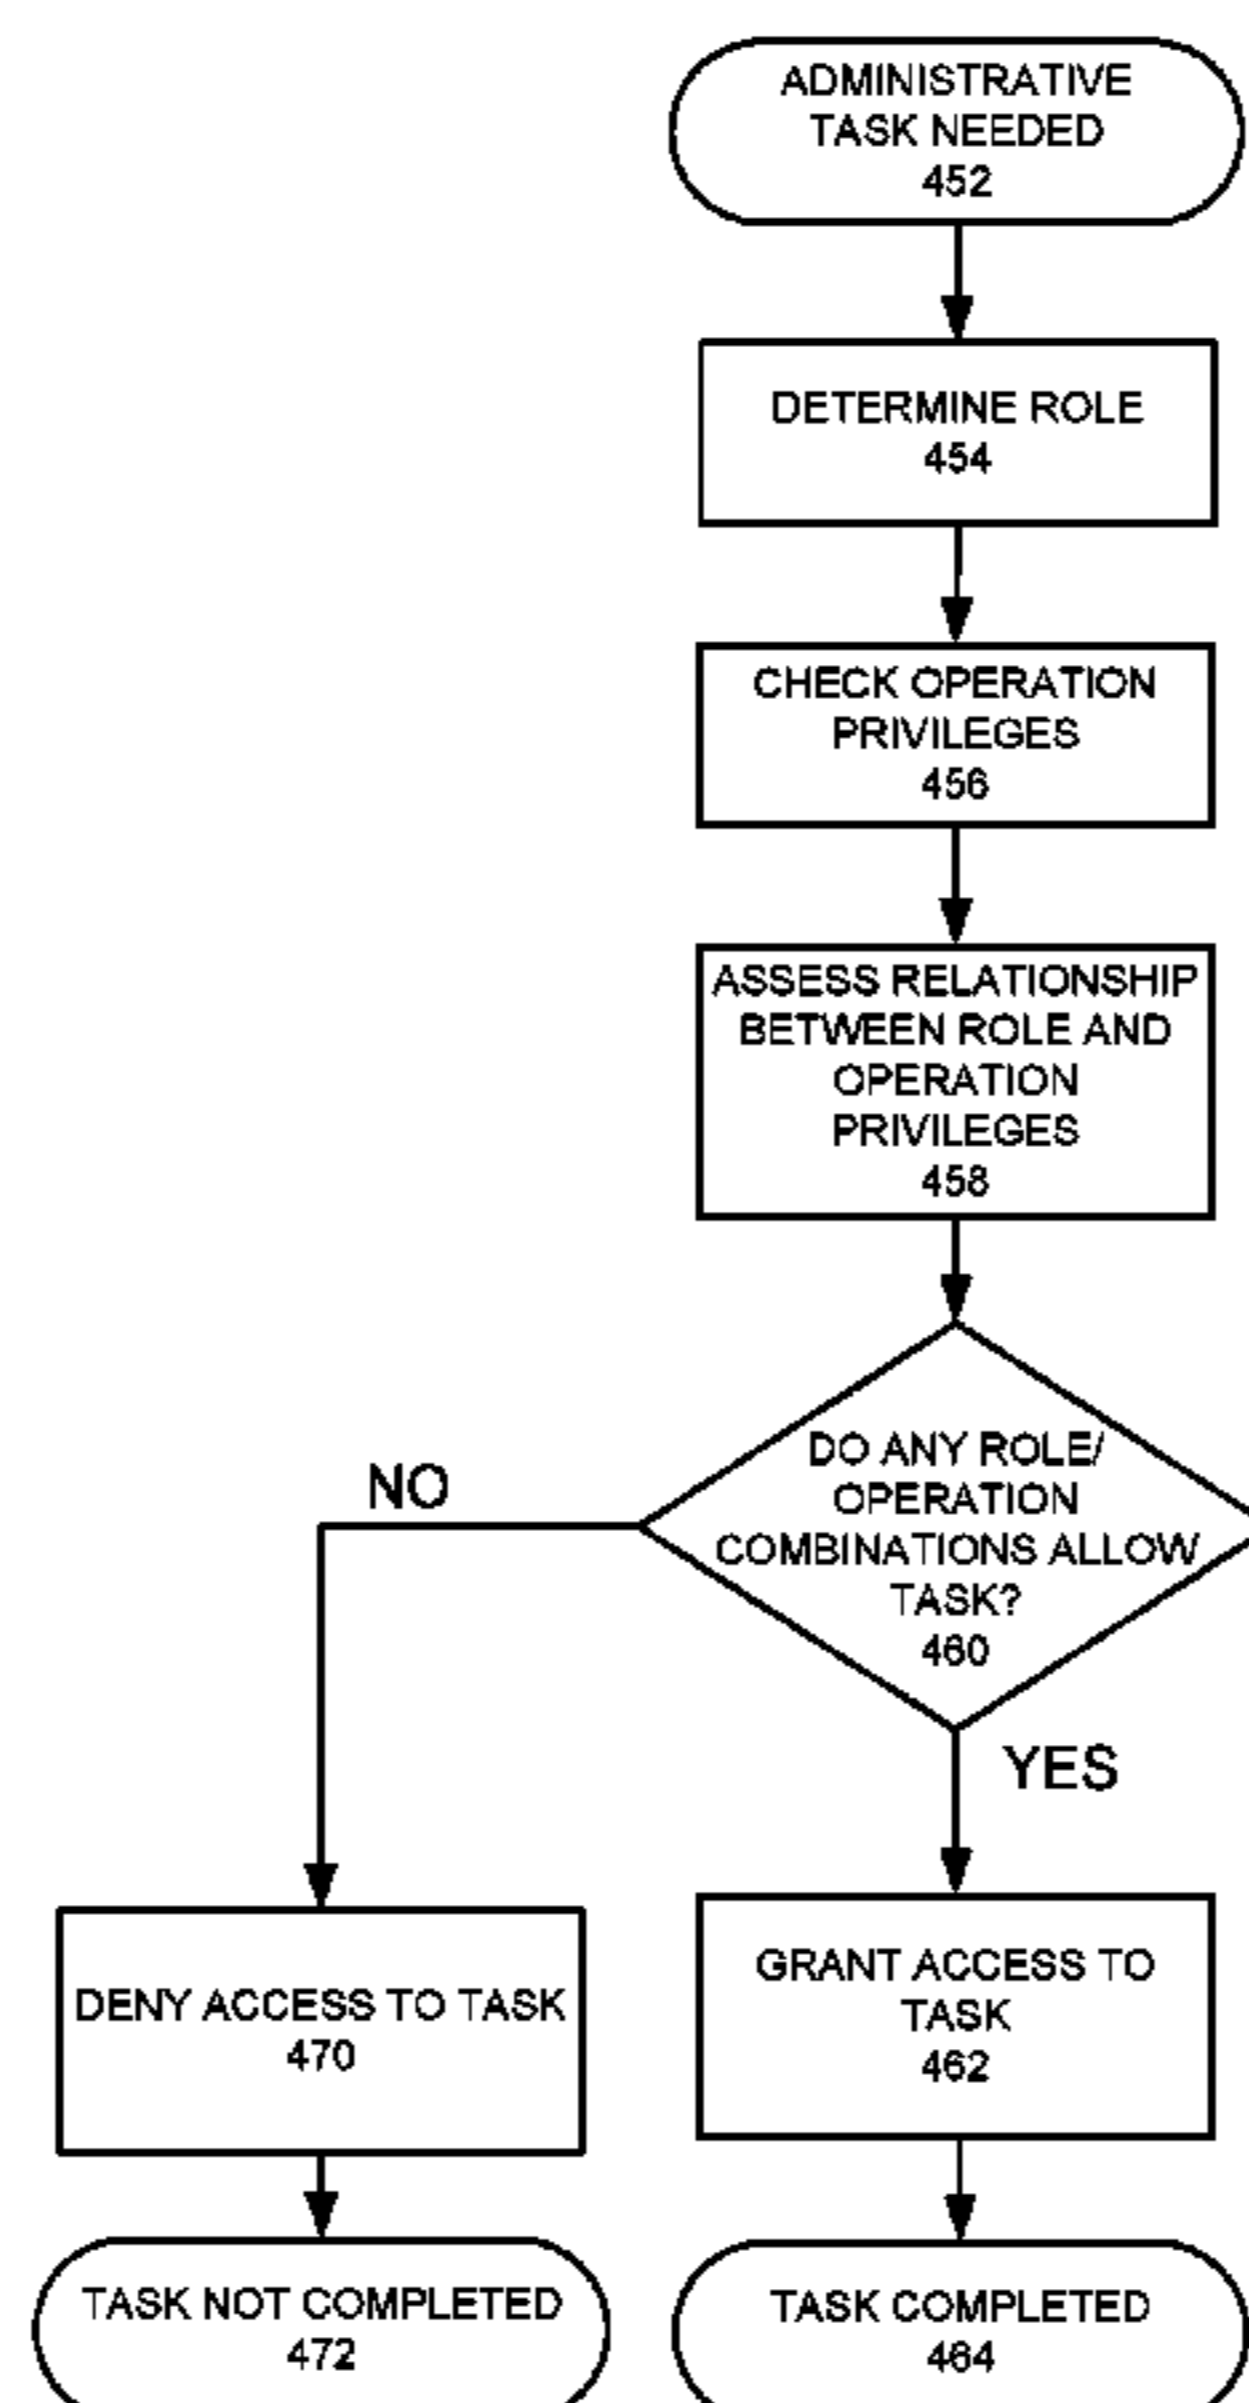 ADMINISTRATIVE
TASK NEEDED
452
DETERMINE ROLE
454
CHECK OPERATION
PRIVILEGES
456
ASSESS RELATIONSHIP
BETWEEN ROLE AND
OPERATION
PRIVILEGES
458
DO ANY ROLE/
OPERATION
COMBINATIONS ALLOW
TASK?
460
NO
YES
DENY ACCESS TO TASK
470
GRANT ACCESS TO
TASK
462
TASK NOT COMPLETED
472
TASK COMPLETED
464